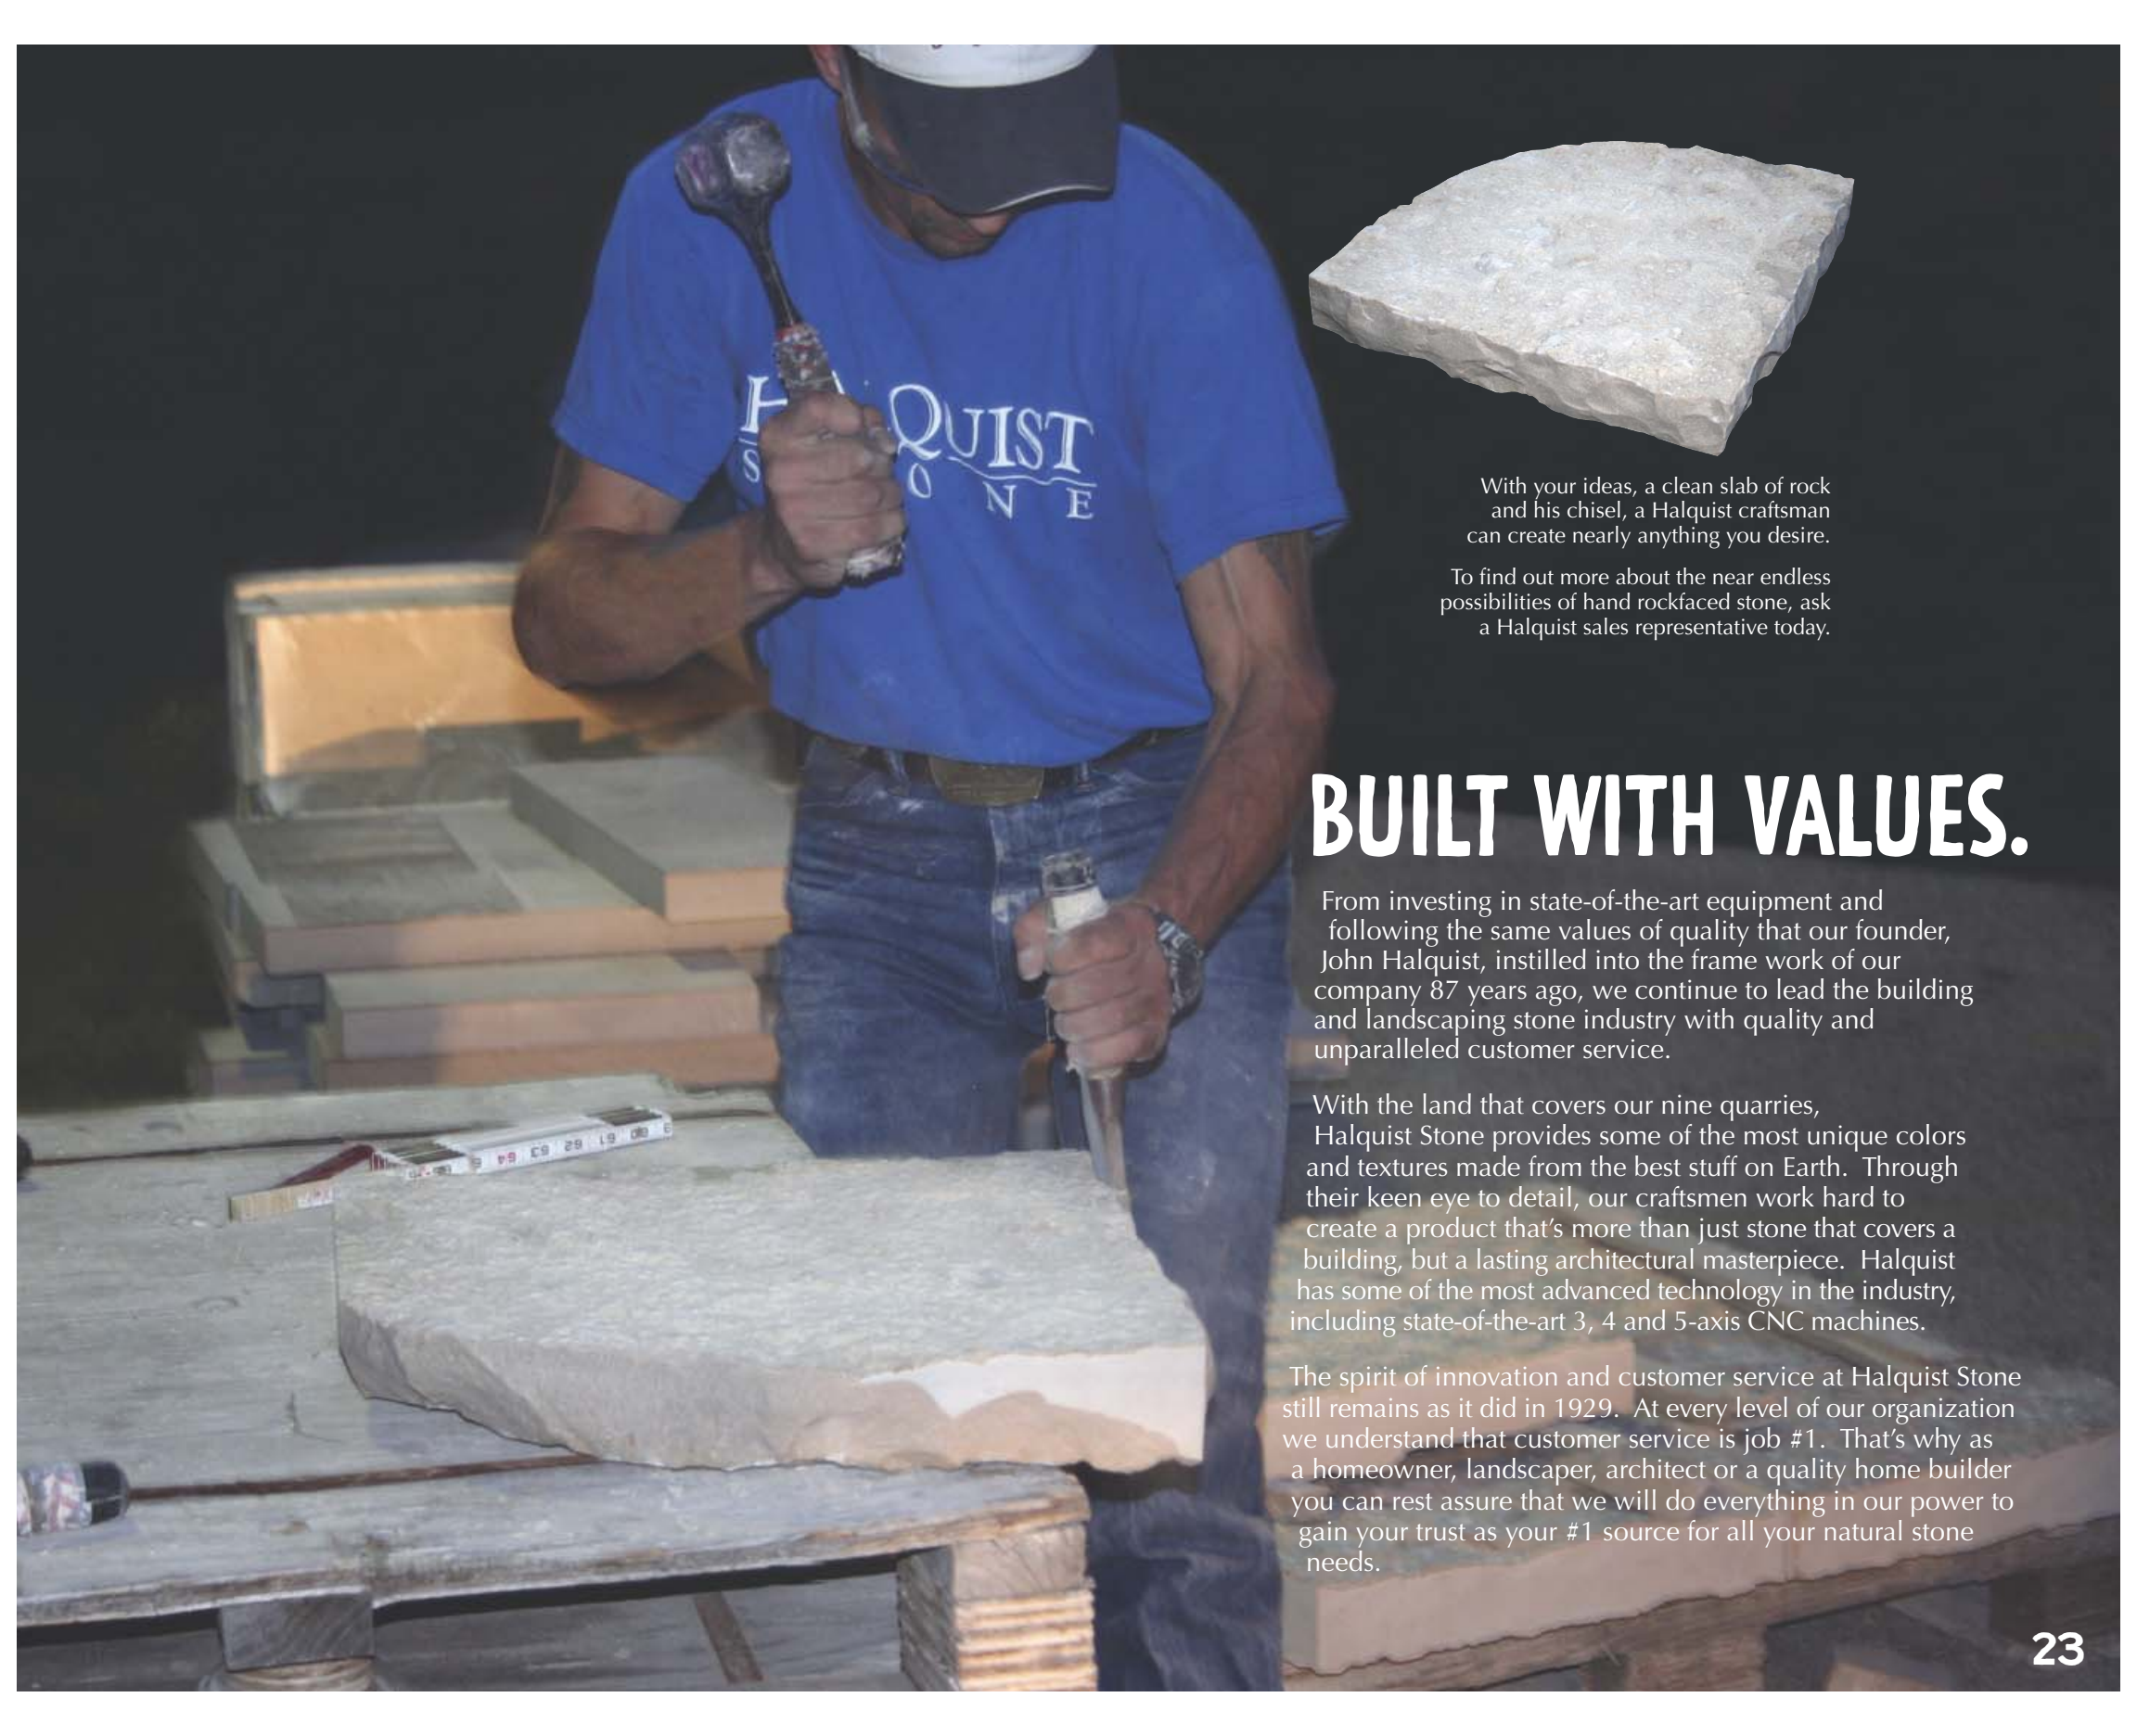 QUIST
S O N E
With your ideas, a clean slab of rock
and his chisel, a Halquist craftsman
can create nearly anything you desire.
To find out more about the near endless
possibilities of hand rockfaced stone, ask
a Halquist sales representative today.
BUILT WITH VALUES.
From investing in state-of-the-art equipment and
following the same values of quality that our founder,
John Halquist, instilled into the frame work of our
company 87 years ago, we continue to lead the building
and landscaping stone industry with quality and
unparalleled customer service.
With the land that covers our nine quarries,
Halquist Stone provides some of the most unique colors
and textures made from the best stuff on Earth.  Through
their keen eye to detail, our craftsmen work hard to
create a product that's more than just stone that covers a
building, but a lasting architectural masterpiece.  Halquist
has some of the most advanced technology in the industry,
including state-of-the-art 3, 4 and 5-axis CNC machines.
The spirit of innovation and customer service at Halquist Stone
still remains as it did in 1929.  At every level of our organization
we understand that customer service is job #1.  That's why as
a homeowner, landscaper, architect or a quality home builder
you can rest assure that we will do everything in our power to
gain your trust as your #1 source for all your natural stone
needs.
64 63 62 61 60
23